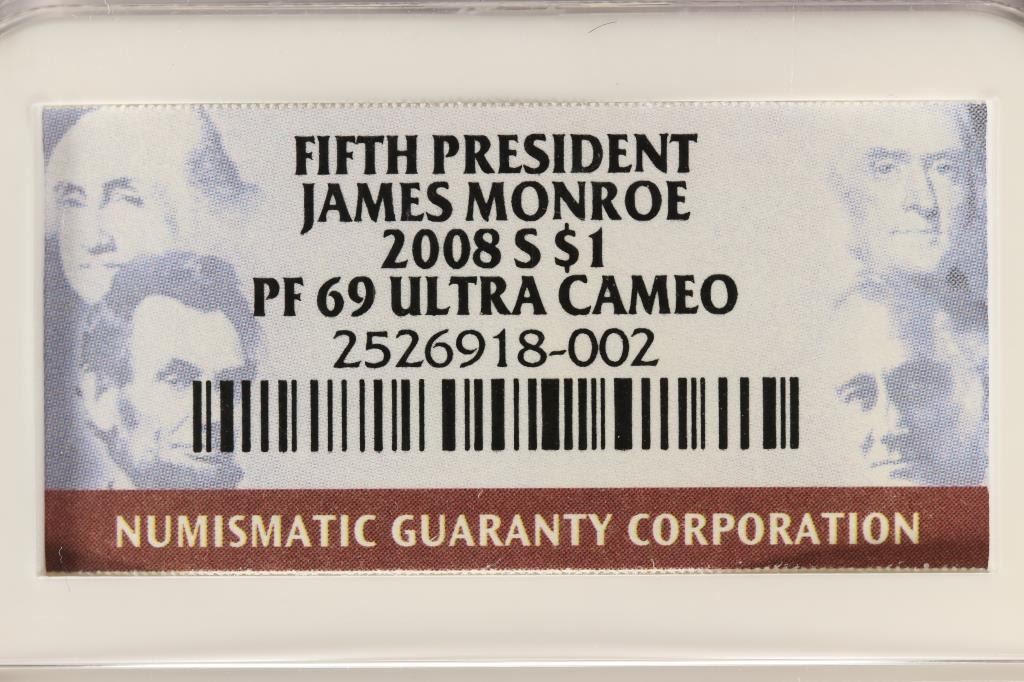 FIFTH PRESIDENT
JAMES MONROE
2008 S $1
PF 69 ULTRA CAMEO
2526918-002
NUMISMATIC GUARANTY CORPORATION